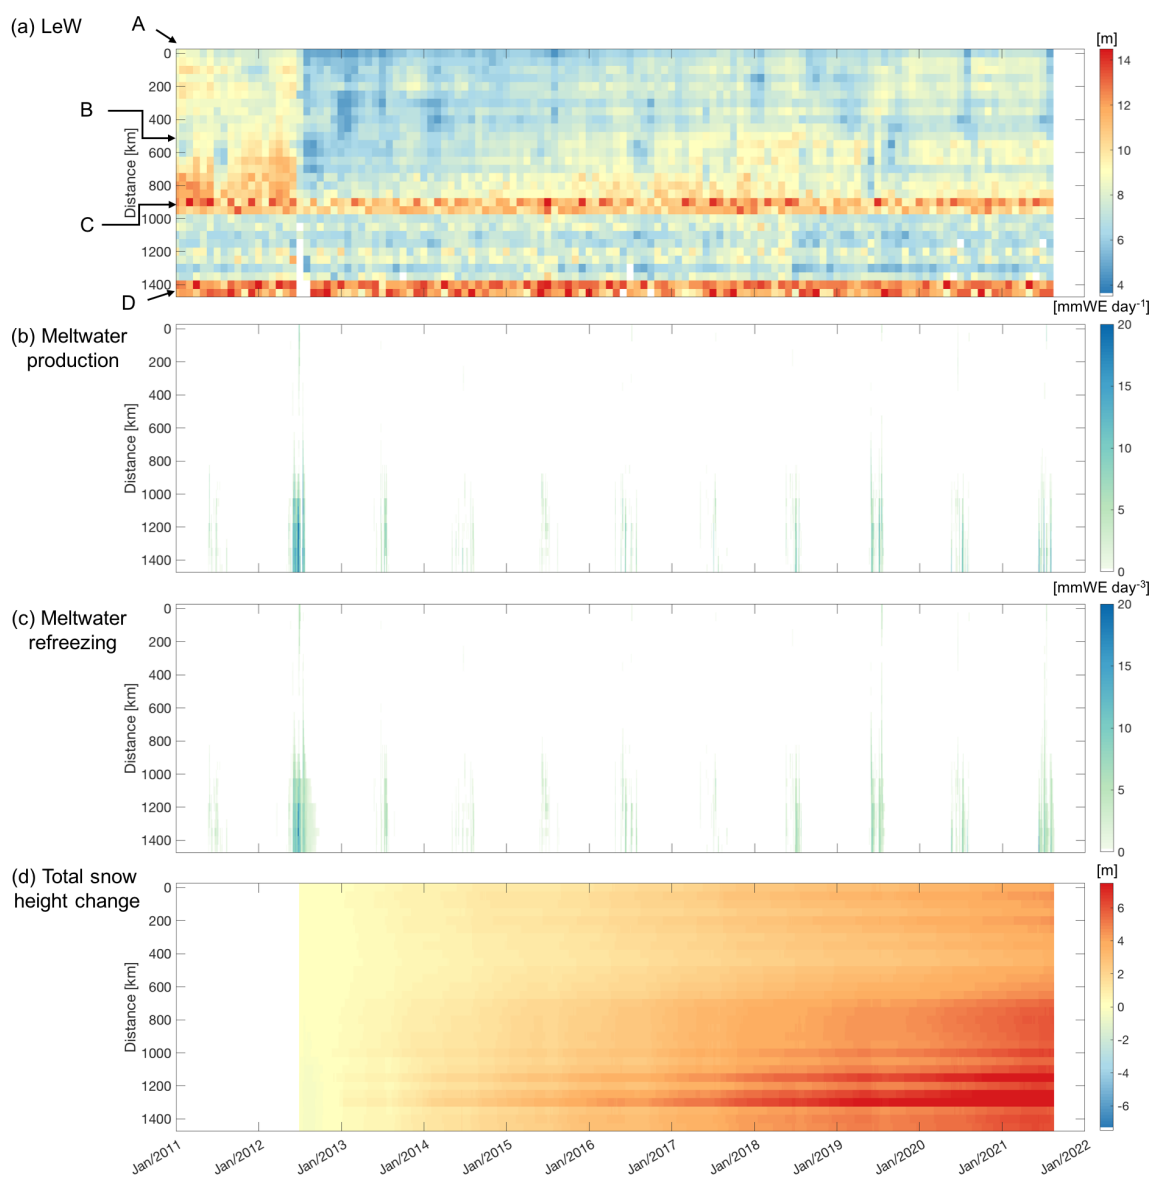 (a) LeW
A
B
C
D
[m]
0
200
400
600
800
1000
1200
1400
Distance [km]
14
12
10
8
6
4
[mmWE day-1]
(b) Meltwater
production
0
200
400
600
800
1000
1200
1400
Distance [km]
20
15
10
5
0
[mmWE day-3]
(c) Meltwater
refreezing
0
200
400
600
800
1000
1200
1400
Distance [km]
20
15
10
5
0
[m]
(d) Total snow
height change
0
200
400
600
800
1000
1200
1400
Distance [km]
6
4
2
0
-2
-4
-6
Jan/2011
Jan/2012
Jan/2013
Jan/2014
Jan/2015
Jan/2016
Jan/2017
Jan/2018
Jan/2019
Jan/2020
Jan/2021
Jan/2022